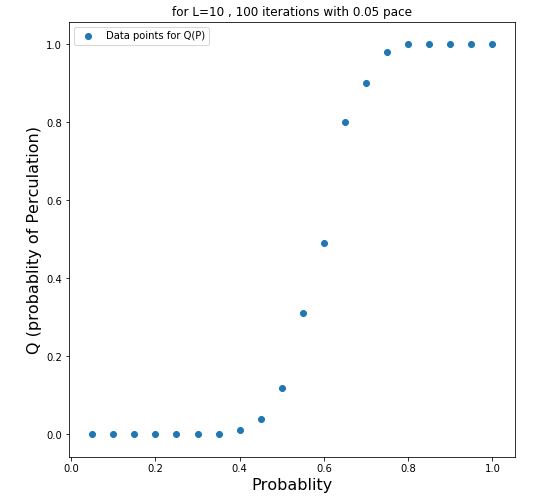 for L=10 , 100 iterations with 0.05 pace
Data points for Q(P)
Q (probablity of Perculation)
1.0
0.8
0.6
0.4
0.2
0.0
0.0 0.2 0.4 0.6 0.8 1.0
Probablity